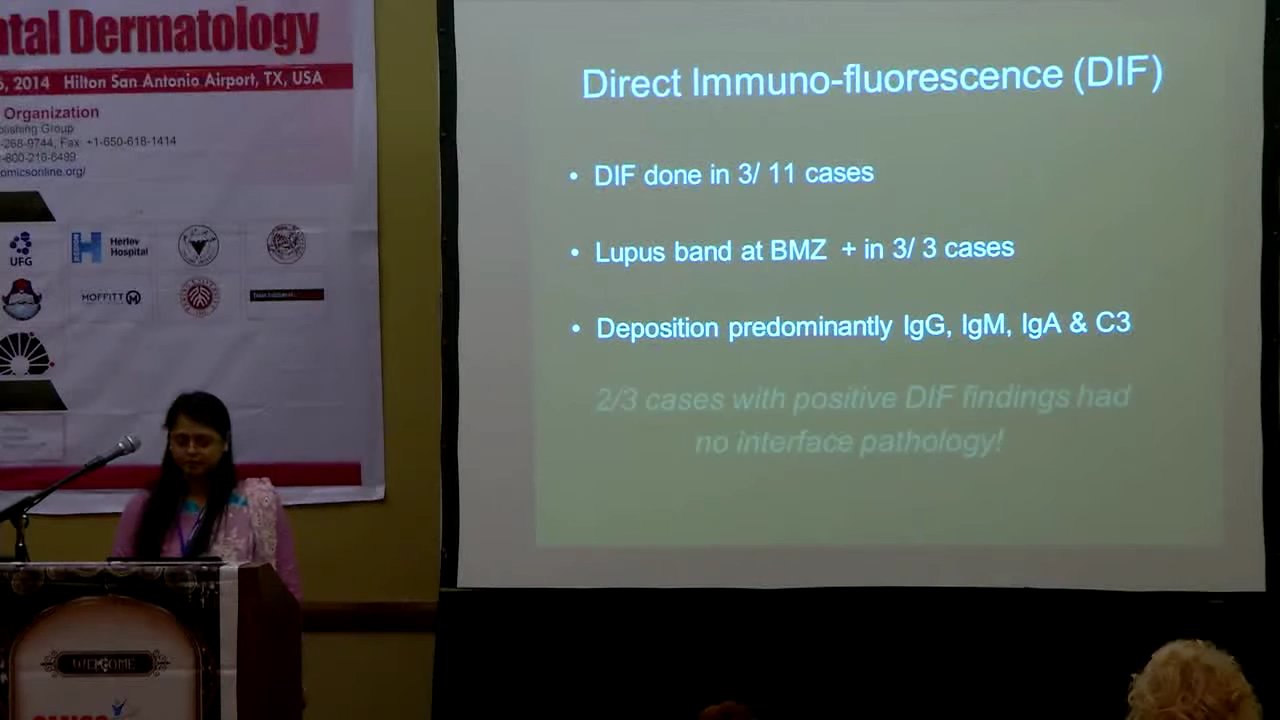 tal Dermatology
6, 2014 Hilton San Antonio Airport, TX, USA
Organization
blishing Group
-268-9744, Fax +1-650-618-1414
-800-216-6499
omicsonline.org/
UFG
REGION
Herlev
Hospital
MOFFITT
WELCOME
Direct Immuno-fluorescence (DIF)
• DIF done in 3/ 11 cases
• Lupus band at BMZ + in 3/ 3 cases
• Deposition predominantly IgG, IgM, IgA & C3
2/3 cases with positive DIF findings had
no interface pathology!